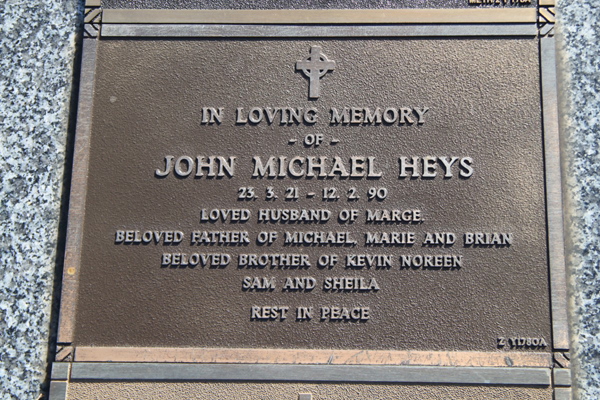 IN LOVING MEMORY
- OF -
JOHN MICHAEL HEYS
23. 3. 21 - 12. 2. 90
LOVED HUSBAND OF MARGE.
BELOVED FATHER OF MICHAEL, MARIE AND BRIAN
BELOVED BROTHER OF KEVIN NOREEN
SAM AND SHEILA
REST IN PEACE
Z Y1780A